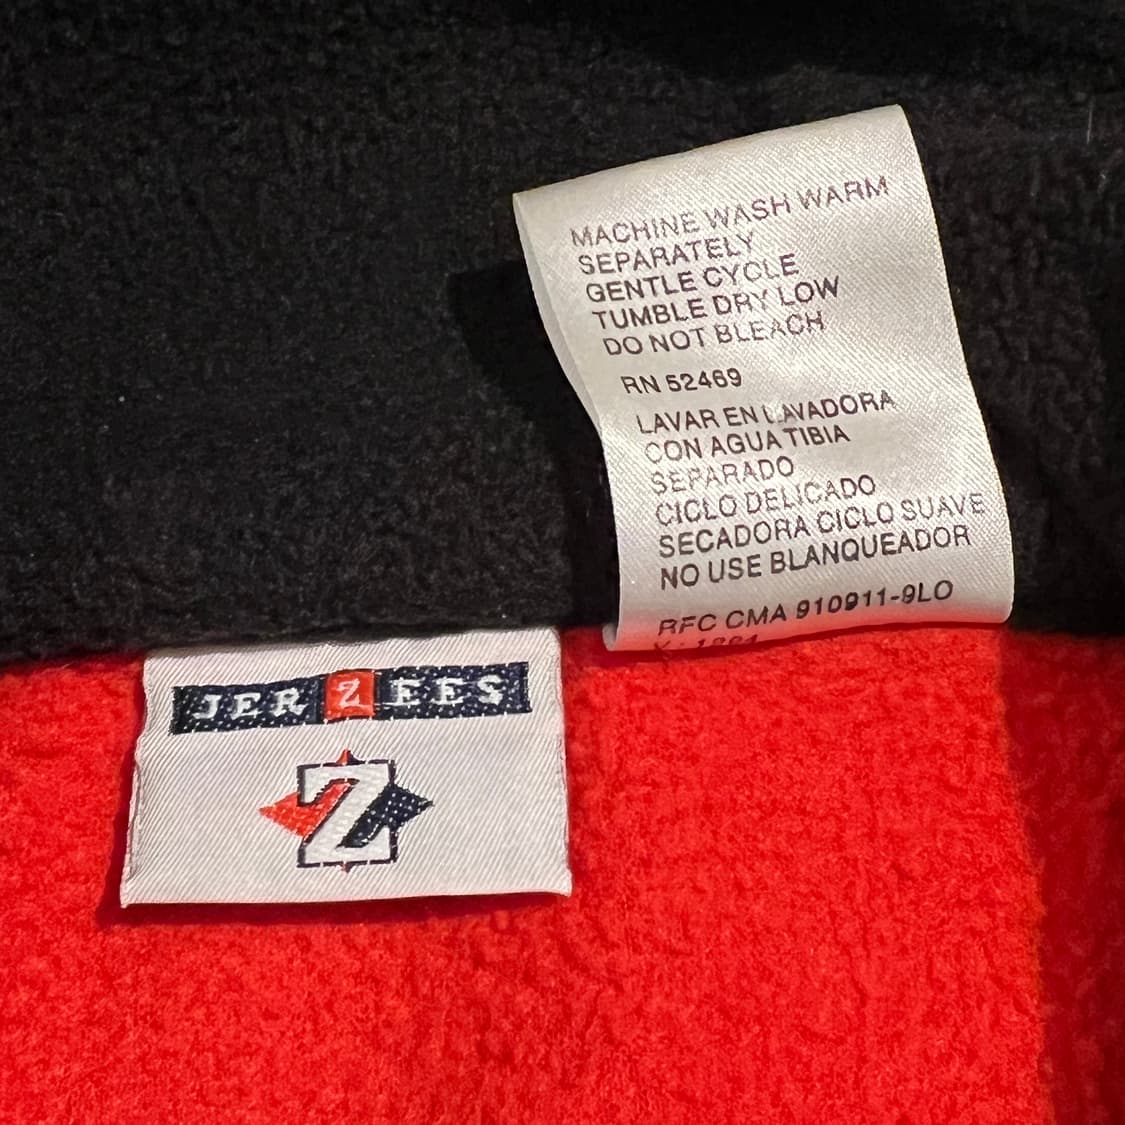 MACHINE WASH WARM
SEPARATELY
GENTLE CYCLE
TUMBLE DRY LOW
DO NOT BLEACH
RN 52469
LAVAR EN LAVADORA
CON AGUA TIBIA
SEPARADO
CICLO DELICADO
SECADORA CICLO SUAVE
NO USE BLANQUEADOR
RFC CMA 910911-9LO
JERZEES
Z